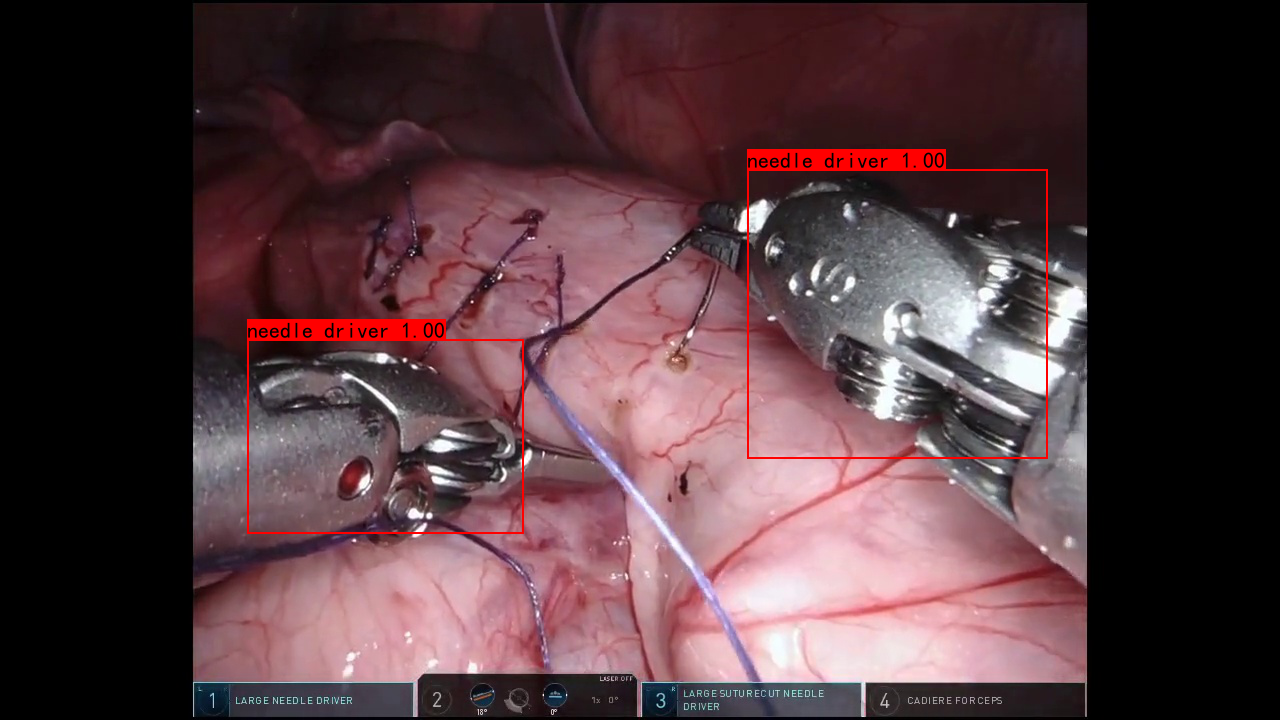 needle driver 1.00
needle driver 1.00
LASER OFF
L
1
LARGE NEEDLE DRIVER
2
18°
0°
1x 0°
R
3
LARGE SUTURECUT NEEDLE
DRIVER
4
CADIERE FORCEPS